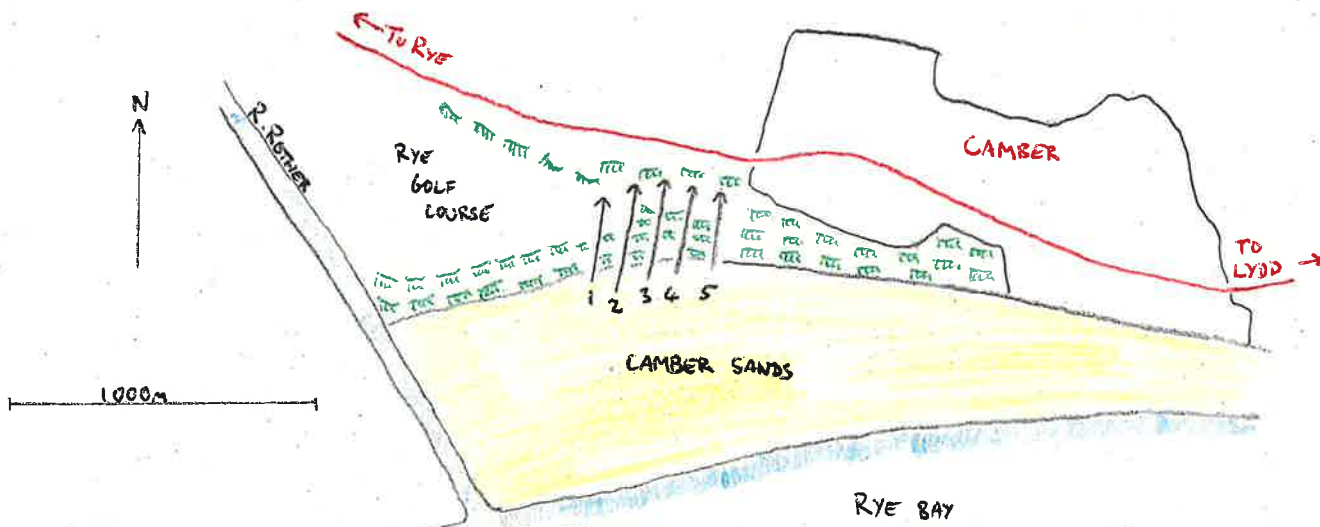 ← TO RYE
N
R. ROTHER
RYE
GOLF
COURSE
CAMBER
TO
LYDD →
1 2 3 4 5
CAMBER SANDS
1000m
RYE BAY